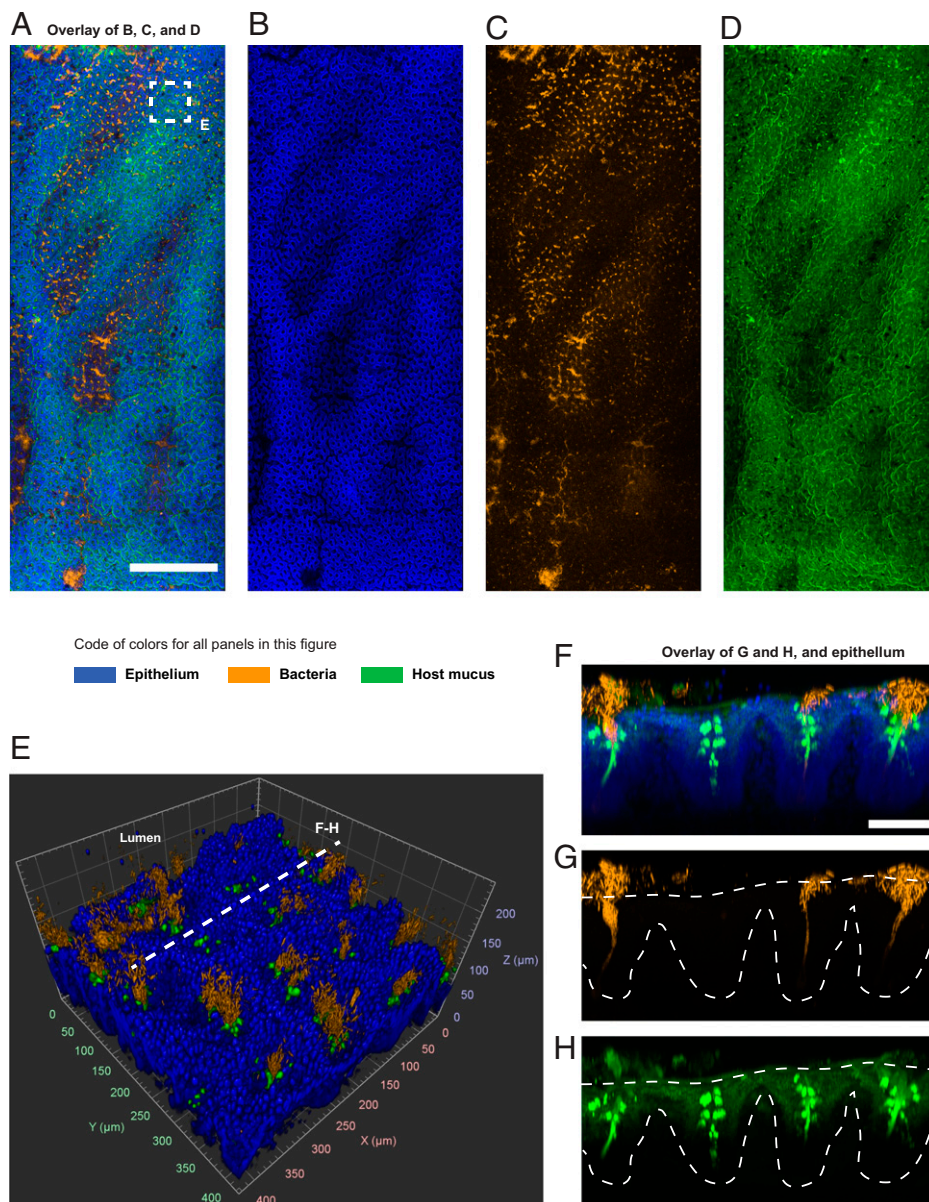 A Overlay of B, C, and D
B
C
D
E
Code of colors for all panels in this figure
Epithelium Bacteria Host mucus
E
Lumen
F-H
200
150
Z (µm)
100
50
0
0
50
100
150
200
250
Y (µm)
300
350
400
0
50
100
150
200
250
X (µm)
300
350
400
F
Overlay of G and H, and epithellum
G
H